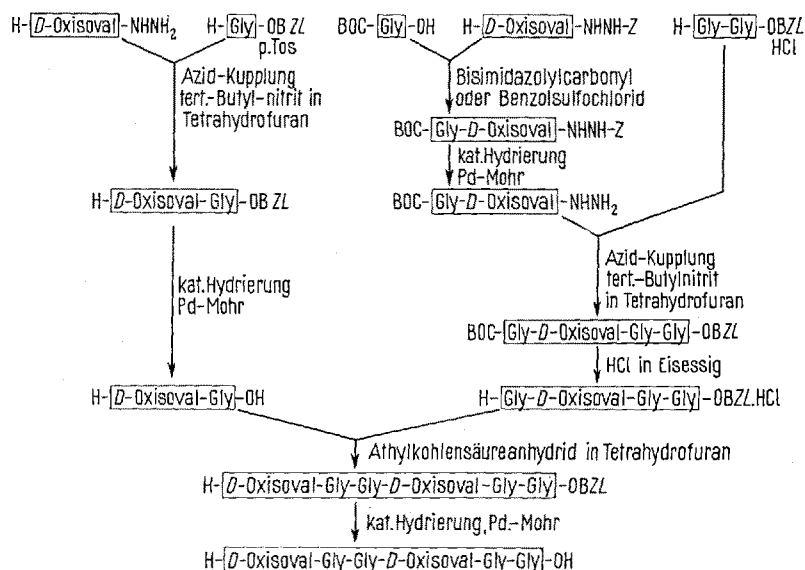 H-D-Oxisoval-NHNH₂ H-Gly-OBZL BOC-Gly-OH H-D-Oxisoval-NHNH-Z H-Gly-Gly-OBZL
p.Tos HCl
Azid-Kupplung
tert.-Butyl-nitrit in
Tetrahydrofuran
Bisimidazolylcarbonyl
oder Benzolsulfochlorid
BOC-Gly-D-Oxisoval-NHNH-Z
kat.Hydrierung
Pd-Mohr
H-D-Oxisoval-Gly-OBZL
BOC-Gly-D-Oxisoval-NHNH₂
Azid-Kupplung
tert.-Butylnitrit
in Tetrahydrofuran
kat.Hydrierung
Pd-Mohr
BOC-Gly-D-Oxisoval-Gly-Gly-OBZL
HCl in Eisessig
H-D-Oxisoval-Gly-OH
H-Gly-D-Oxisoval-Gly-Gly-OBZL.HCl
Athylkohlensäureanhydrid in Tetrahydrofuran
H-D-Oxisoval-Gly-Gly-D-Oxisoval-Gly-Gly-OBZL
kat.Hydrierung,Pd.-Mohr
H-D-Oxisoval-Gly-Gly-D-Oxisoval-Gly-Gly-OH